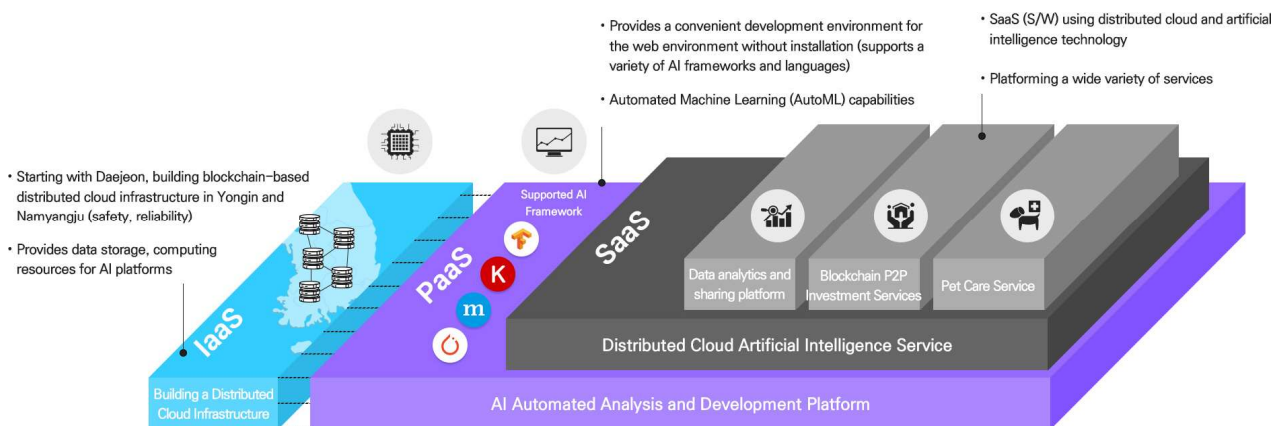 • Provides a convenient development environment for
the web environment without installation (supports a
variety of AI frameworks and languages)
• Automated Machine Learning (AutoML) capabilities
• SaaS (S/W) using distributed cloud and artificial
intelligence technology
• Platforming a wide variety of services
• Starting with Daejeon, building blockchain-based
distributed cloud infrastructure in Yongin and
Namyangju (safety, reliability)
• Provides data storage, computing
resources for AI platforms
IaaS
Building a Distributed
Cloud Infrastructure
Supported AI
Framework
PaaS
K
m
AI Automated Analysis and Development Platform
SaaS
Data analytics and
sharing platform
Blockchain P2P
Investment Services
Pet Care Service
Distributed Cloud Artificial Intelligence Service